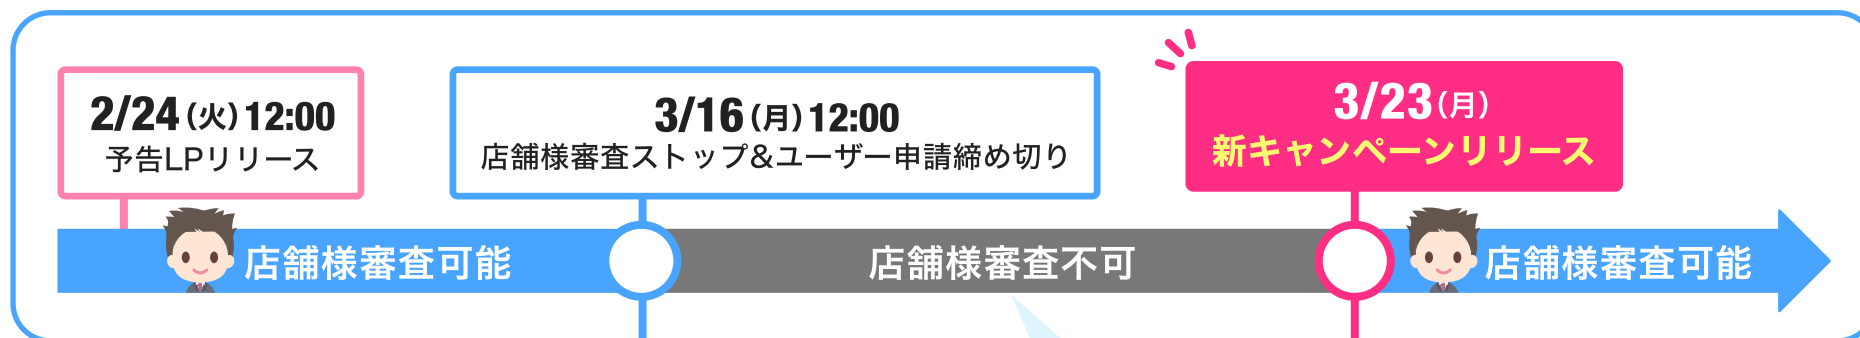 2/24(火)12:00
予告LPリリース
3/16(月)12:00
店舗様審査ストップ&ユーザー申請締め切り
3/23(月)
新キャンペーンリリース
店舗様審査可能
店舗様審査不可
店舗様審査可能